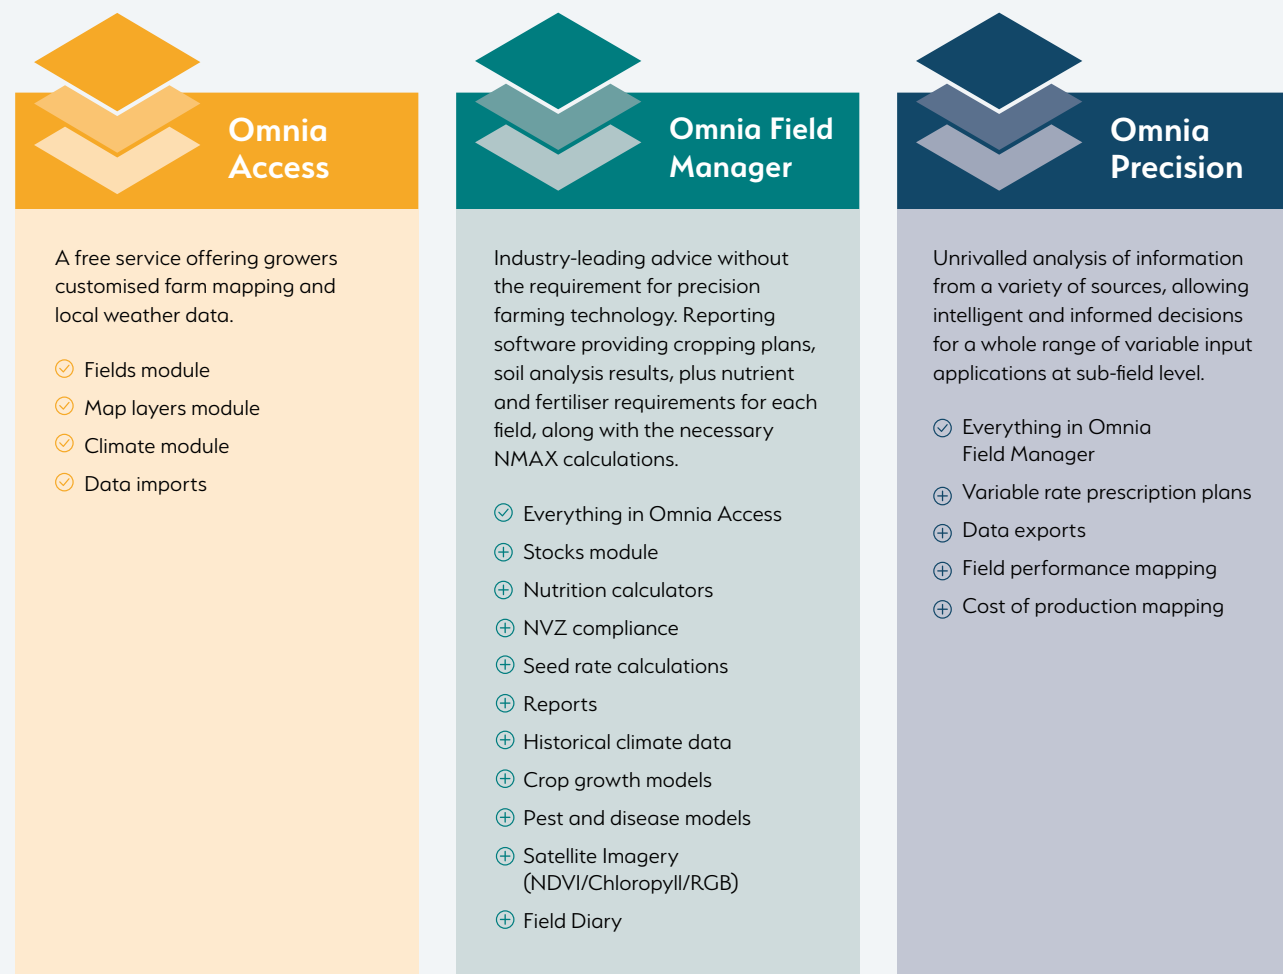 Omnia
Access
A free service offering growers
customised farm mapping and
local weather data.
Fields module
Map layers module
Climate module
Data imports
Omnia Field
Manager
Industry-leading advice without
the requirement for precision
farming technology. Reporting
software providing cropping plans,
soil analysis results, plus nutrient
and fertiliser requirements for each
field, along with the necessary
NMAX calculations.
Everything in Omnia Access
Stocks module
Nutrition calculators
NVZ compliance
Seed rate calculations
Reports
Historical climate data
Crop growth models
Pest and disease models
Satellite Imagery
(NDVI/Chloropyll/RGB)
Field Diary
Omnia
Precision
Unrivalled analysis of information
from a variety of sources, allowing
intelligent and informed decisions
for a whole range of variable input
applications at sub-field level.
Everything in Omnia
Field Manager
Variable rate prescription plans
Data exports
Field performance mapping
Cost of production mapping